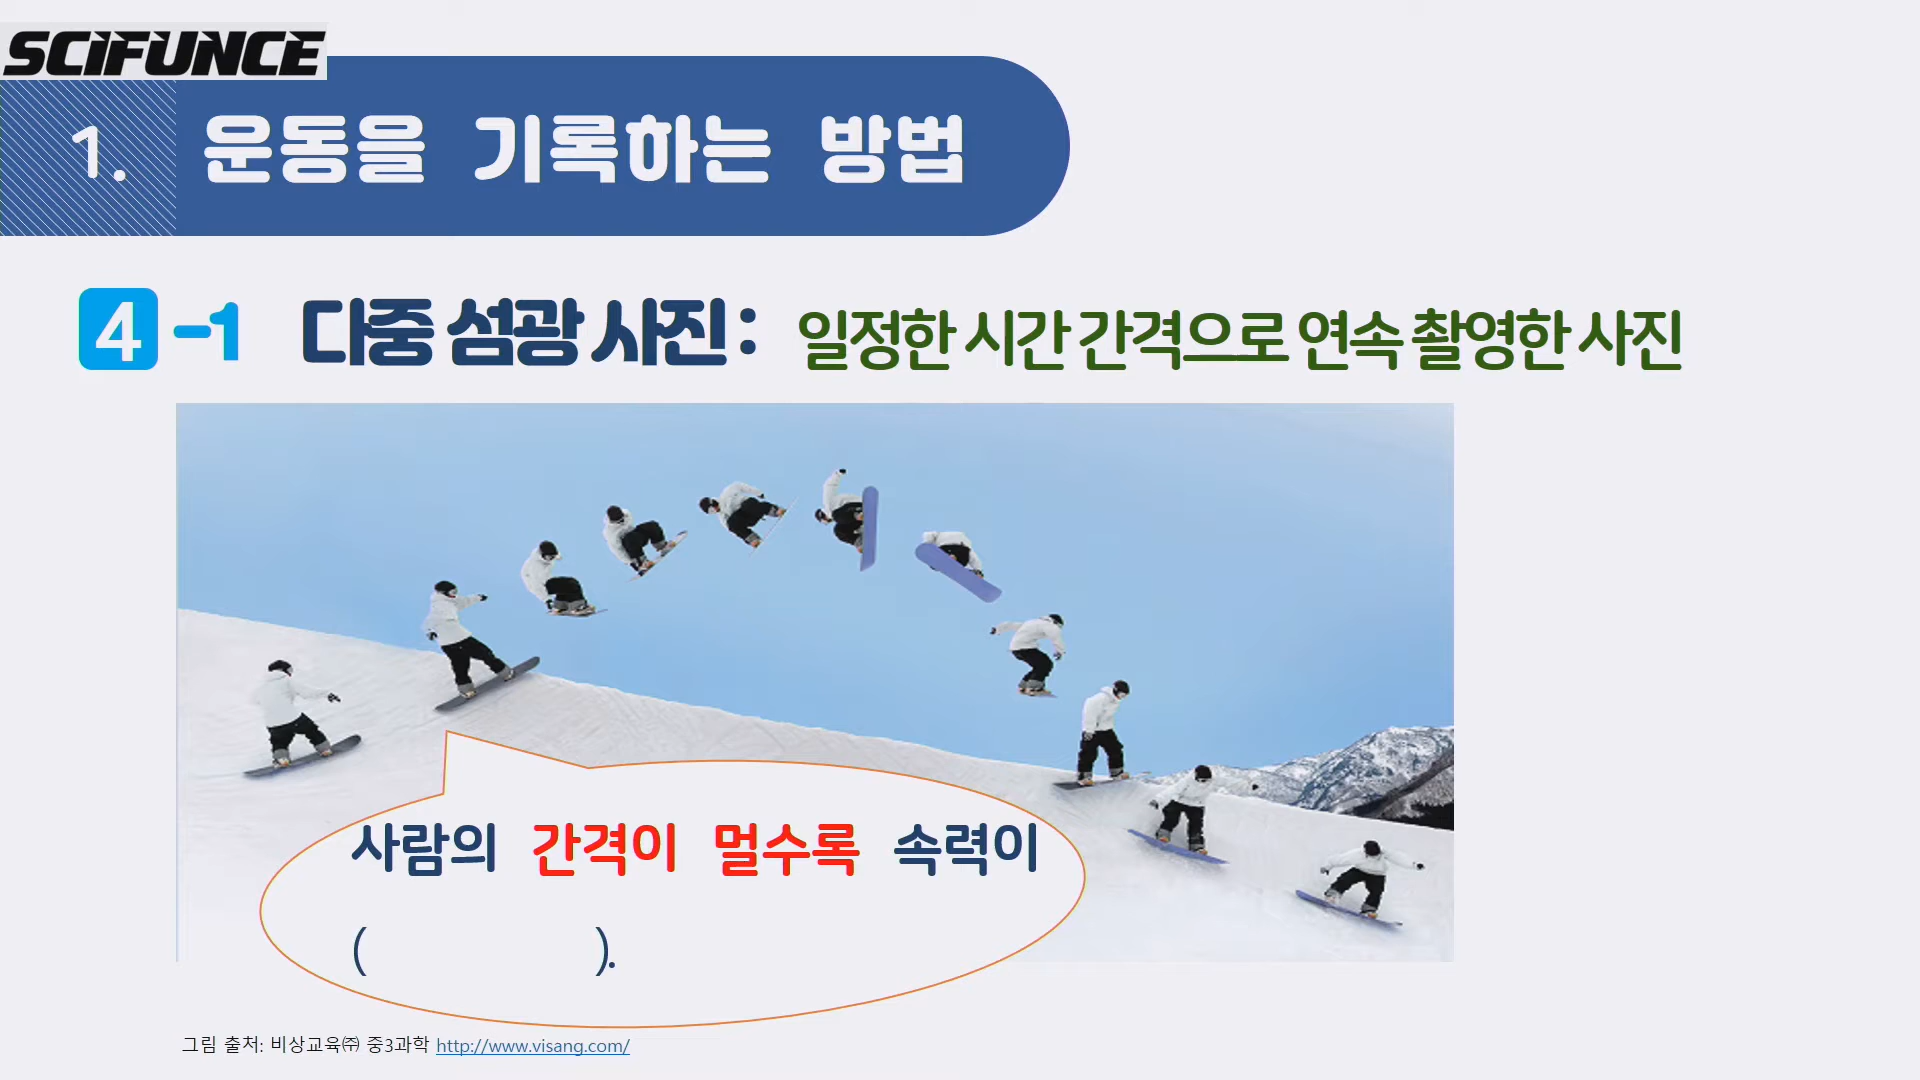 SCIFUNCE
1. 운동을 기록하는 방법
4 -1 다중 섬광 사진 : 일정한 시간 간격으로 연속 촬영한 사진
사람의 간격이 멀수록 속력이
( ).
그림 출처: 비상교육㈜ 중3과학 http://www.visang.com/